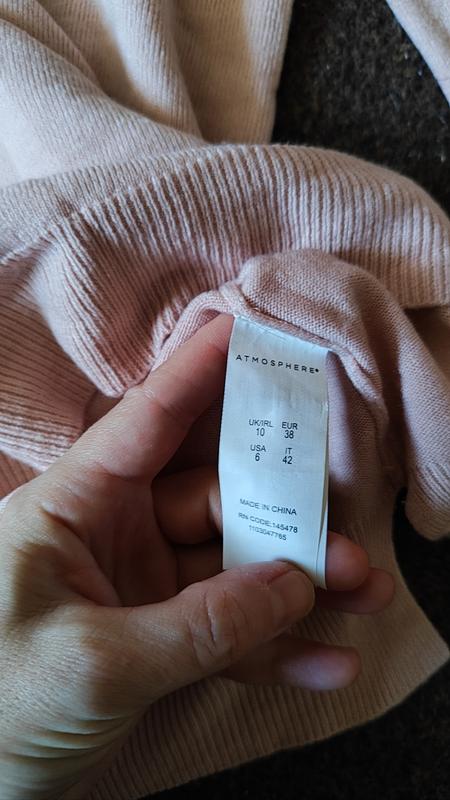 ATMOSPHERE
UK/IRL EUR
10 38
USA IT
6 42
MADE IN CHINA
RN CODE:145478
1103047765